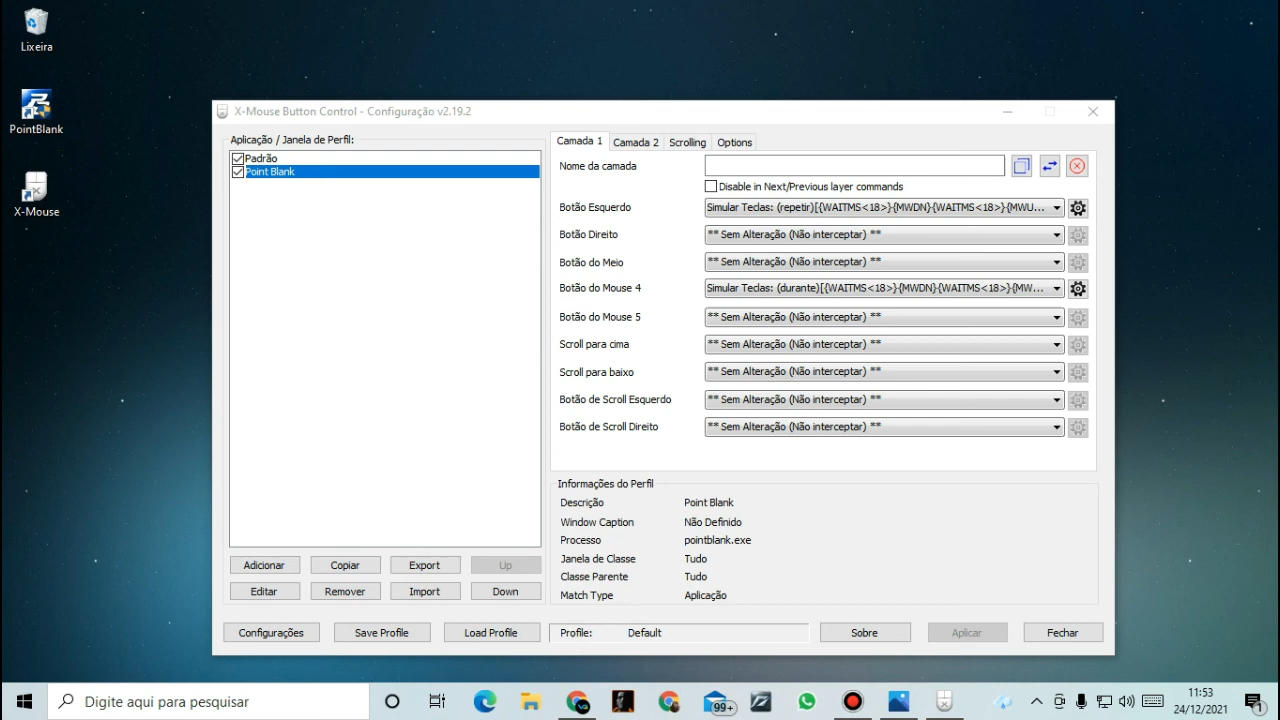 Lixeira
PointBlank
X-Mouse
X-Mouse Button Control - Configuração v2.19.2
Aplicação / Janela de Perfil:
Padrão
Point Blank
Camada 1 Camada 2 Scrolling Options
Nome da camada
Disable in Next/Previous layer commands
Botão Esquerdo Simular Teclas: (repetir)[{WAITMS<18>}{MWDN}{WAITMS<18>}{MWU...
Botão Direito ** Sem Alteração (Não interceptar) **
Botão do Meio ** Sem Alteração (Não interceptar) **
Botão do Mouse 4 Simular Teclas: (durante)[{WAITMS<18>}{MWDN}{WAITMS<18>}{MW...
Botão do Mouse 5 ** Sem Alteração (Não interceptar) **
Scroll para cima ** Sem Alteração (Não interceptar) **
Scroll para baixo ** Sem Alteração (Não interceptar) **
Botão de Scroll Esquerdo ** Sem Alteração (Não interceptar) **
Botão de Scroll Direito ** Sem Alteração (Não interceptar) **
Informações do Perfil
Descrição Point Blank
Window Caption Não Definido
Processo pointblank.exe
Janela de Classe Tudo
Classe Parente Tudo
Match Type Aplicação
Adicionar Copiar Export Up
Editar Remover Import Down
Configurações Save Profile Load Profile Profile: Default Sobre Aplicar Fechar
Digite aqui para pesquisar
99+
11:53
24/12/2021
1